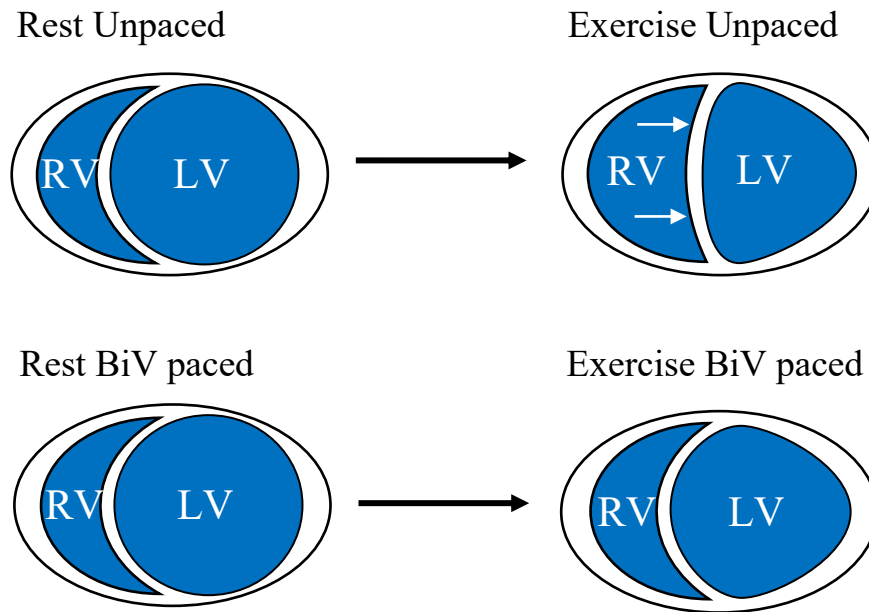 Rest Unpaced
Exercise Unpaced
RV
LV
RV
LV
Rest BiV paced
Exercise BiV paced
RV
LV
RV
LV